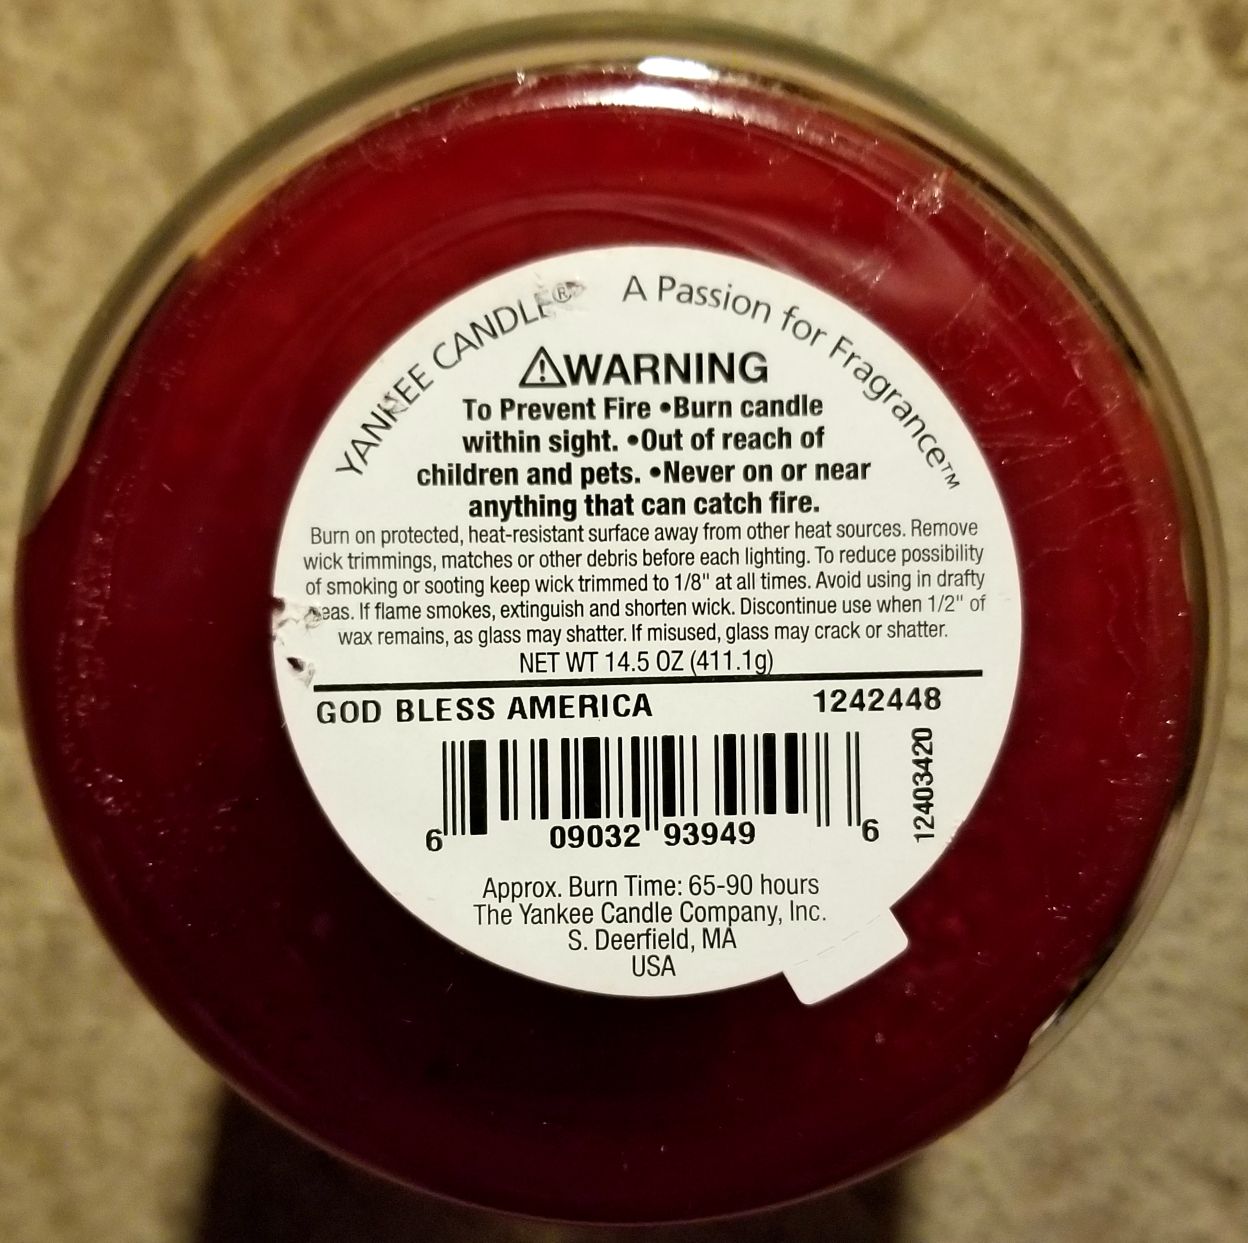 YANKEE CANDLE® A Passion for Fragrance™
⚠WARNING
To Prevent Fire •Burn candle
within sight. •Out of reach of
children and pets. •Never on or near
anything that can catch fire.
Burn on protected, heat-resistant surface away from other heat sources. Remove
wick trimmings, matches or other debris before each lighting. To reduce possibility
of smoking or sooting keep wick trimmed to 1/8" at all times. Avoid using in drafty
eas. If flame smokes, extinguish and shorten wick. Discontinue use when 1/2" of
wax remains, as glass may shatter. If misused, glass may crack or shatter.
NET WT 14.5 OZ (411.1g)
GOD BLESS AMERICA 1242448
12403420
6 09032 93949 6
Approx. Burn Time: 65-90 hours
The Yankee Candle Company, Inc.
S. Deerfield, MA
USA